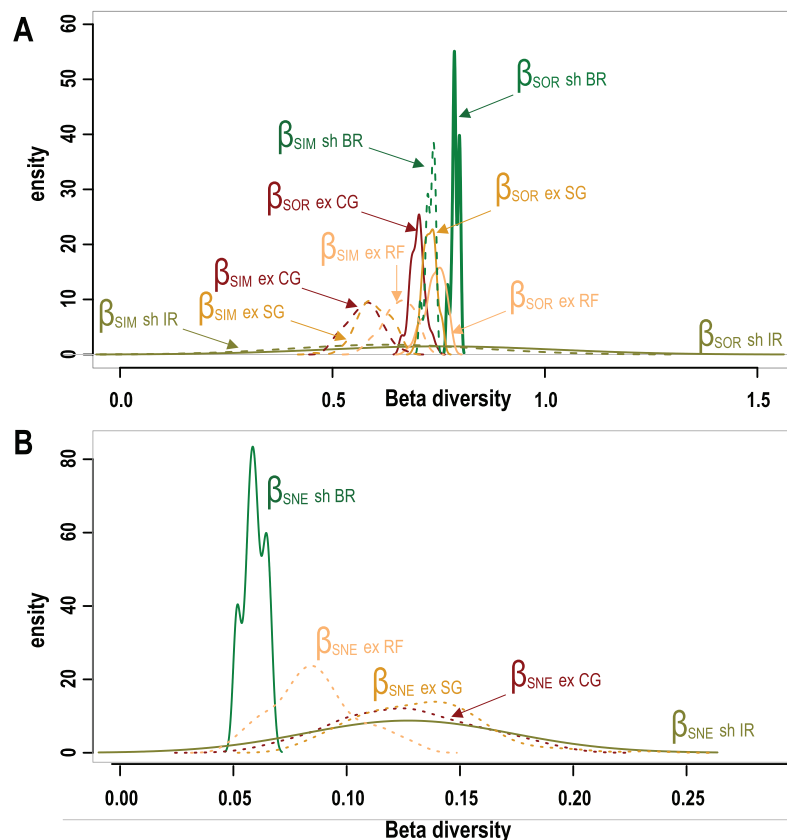 A
60
50
40
30
20
10
0
ensity
βSOR sh BR
βSIM sh BR
βSOR ex CG
βSOR ex SG
βSIM ex RF
βSIM ex CG
βSOR ex RF
βSIM sh IR
βSIM ex SG
βSOR sh IR
0.0 0.5 1.0 1.5
Beta diversity
B
80
60
40
20
0
ensity
βSNE sh BR
βSNE ex RF
βSNE ex SG
βSNE ex CG
βSNE sh IR
0.00 0.05 0.10 0.15 0.20 0.25
Beta diversity